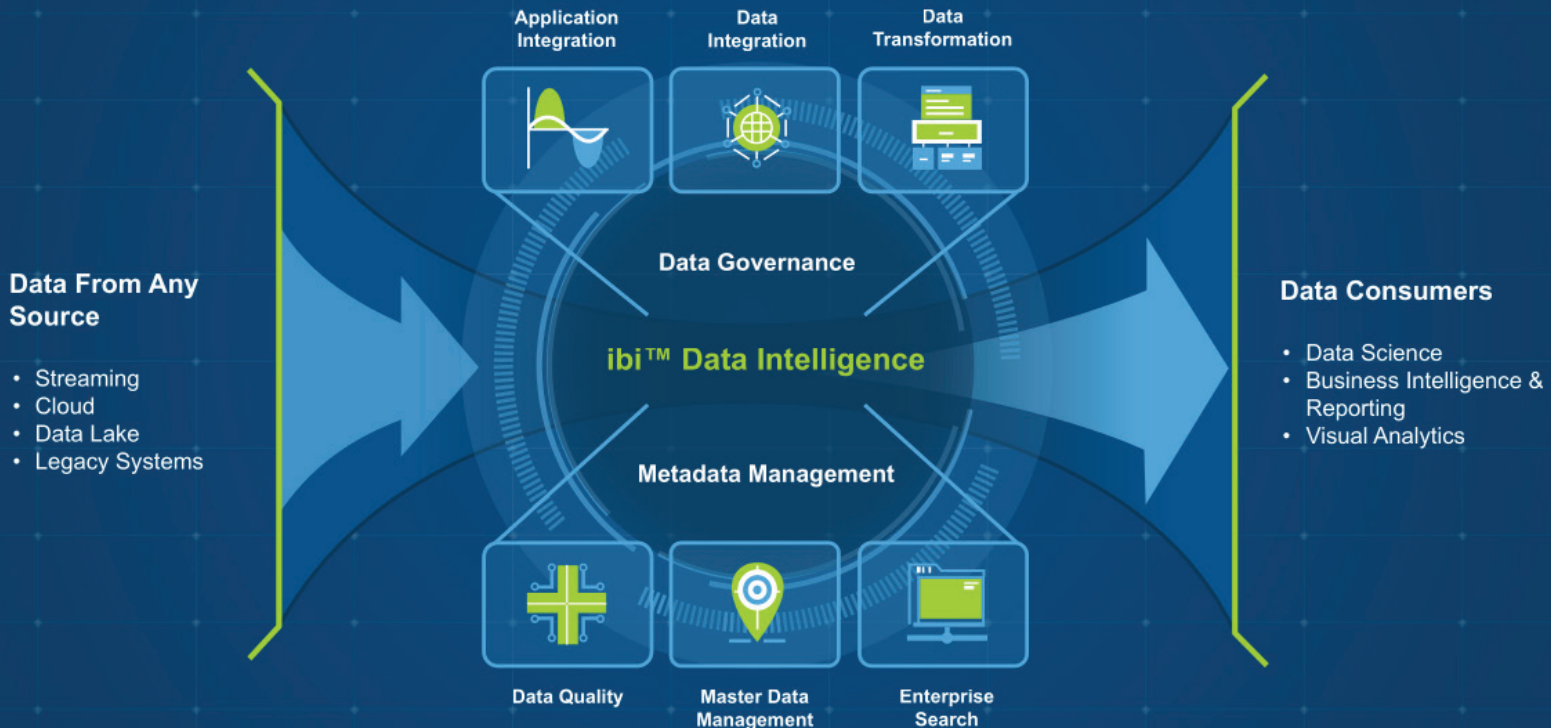 Application
Integration
Data
Integration
Data
Transformation
Data From Any
Source
• Streaming
• Cloud
• Data Lake
• Legacy Systems
Data Governance
ibi™ Data Intelligence
Metadata Management
Data Consumers
• Data Science
• Business Intelligence &
Reporting
• Visual Analytics
Data Quality
Master Data
Management
Enterprise
Search